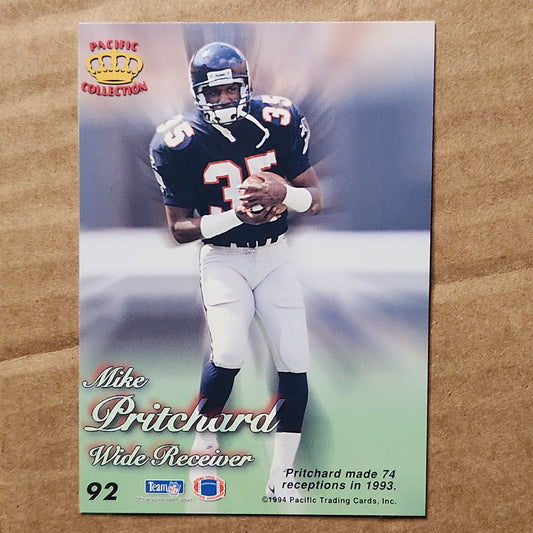 PACIFIC
COLLECTION
35
35
Mike
Pritchard
Wide Receiver
92
Team NFL
Pritchard made 74
receptions in 1993.
©1994 Pacific Trading Cards, Inc.